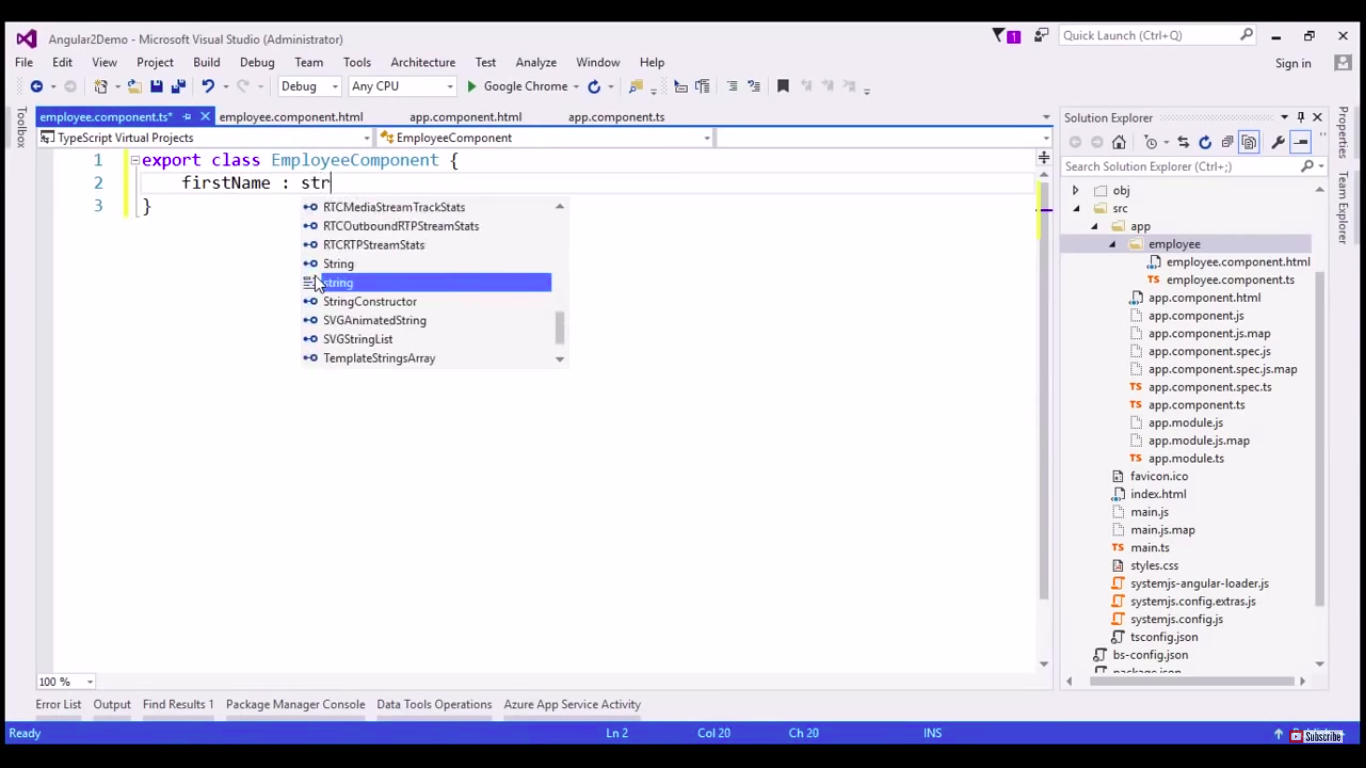 Angular2Demo - Microsoft Visual Studio (Administrator)
1
Quick Launch (Ctrl+Q)
File Edit View Project Build Debug Team Tools Architecture Test Analyze Window Help
Sign in
Debug Any CPU Google Chrome
Toolbox
employee.component.ts* employee.component.html app.component.html app.component.ts
TypeScript Virtual Projects EmployeeComponent
1 export class EmployeeComponent {
2 firstName : str
3 }
RTCMediaStreamTrackStats
RTCOutboundRTPStreamStats
RTCRTPStreamStats
String
string
StringConstructor
SVGAnimatedString
SVGStringList
TemplateStringsArray
100 %
Solution Explorer
Search Solution Explorer (Ctrl+;)
obj
src
app
employee
employee.component.html
TS employee.component.ts
app.component.html
app.component.js
app.component.js.map
app.component.spec.js
app.component.spec.js.map
TS app.component.spec.ts
TS app.component.ts
app.module.js
app.module.js.map
TS app.module.ts
favicon.ico
index.html
main.js
main.js.map
TS main.ts
styles.css
systemjs-angular-loader.js
systemjs.config.extras.js
systemjs.config.js
tsconfig.json
bs-config.json
package.json
Properties
Team Explorer
Error List Output Find Results 1 Package Manager Console Data Tools Operations Azure App Service Activity
Ready Ln 2 Col 20 Ch 20 INS
Subscribe